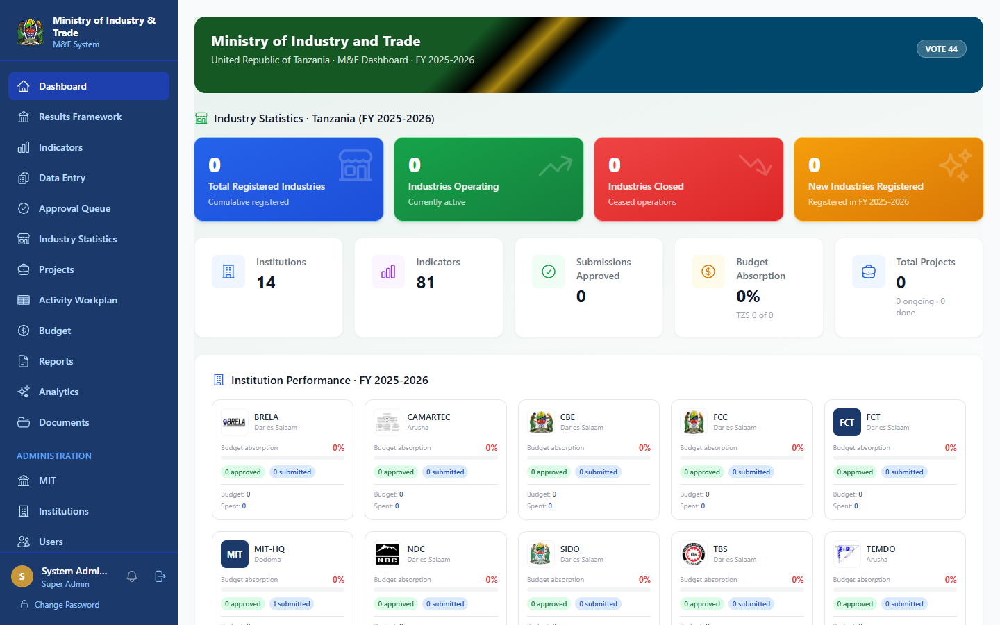 Ministry of Industry &
Trade
M&E System
Dashboard
Results Framework
Indicators
Data Entry
Approval Queue
Industry Statistics
Projects
Activity Workplan
Budget
Reports
Analytics
Documents
ADMINISTRATION
MIT
Institutions
Users
S
System Admi...
Super Admin
Change Password
Ministry of Industry and Trade
United Republic of Tanzania · M&E Dashboard · FY 2025-2026
VOTE 44
Industry Statistics · Tanzania (FY 2025-2026)
0
Total Registered Industries
Cumulative registered
0
Industries Operating
Currently active
0
Industries Closed
Ceased operations
0
New Industries Registered
Registered in FY 2025-2026
Institutions
14
Indicators
81
Submissions
Approved
0
Budget
Absorption
0%
TZS 0 of 0
Total Projects
0
0 ongoing · 0
done
Institution Performance · FY 2025-2026
BRELA
BRELA
Dar es Salaam
Budget absorption 0%
0 approved 0 submitted
Budget: 0
Spent: 0
CAMARTEC
Arusha
Budget absorption 0%
0 approved 0 submitted
Budget: 0
Spent: 0
CBE
Dar es Salaam
Budget absorption 0%
0 approved 0 submitted
Budget: 0
Spent: 0
FCC
Dar es Salaam
Budget absorption 0%
0 approved 0 submitted
Budget: 0
Spent: 0
FCT
FCT
Dar es Salaam
Budget absorption 0%
0 approved 0 submitted
Budget: 0
Spent: 0
MIT
MIT-HQ
Dodoma
Budget absorption 0%
0 approved 1 submitted
NDC
NDC
Dar es Salaam
Budget absorption 0%
0 approved 0 submitted
SIDO
Dar es Salaam
Budget absorption 0%
0 approved 0 submitted
tbs
TBS
Dar es Salaam
Budget absorption 0%
0 approved 0 submitted
TEMDO
Arusha
Budget absorption 0%
0 approved 0 submitted